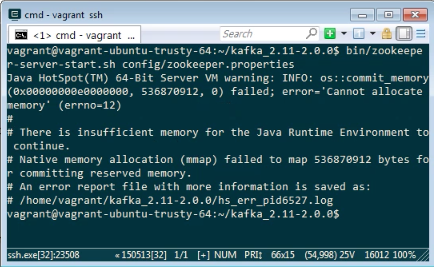 cmd - vagrant ssh
<1> cmd - vagrant ...
Search
vagrant@vagrant-ubuntu-trusty-64:~/kafka_2.11-2.0.0$ bin/zookeepe
r-server-start.sh config/zookeeper.properties
Java HotSpot(TM) 64-Bit Server VM warning: INFO: os::commit_memory
(0x00000000e0000000, 536870912, 0) failed; error='Cannot allocate
memory' (errno=12)
#
# There is insufficient memory for the Java Runtime Environment to
continue.
# Native memory allocation (mmap) failed to map 536870912 bytes fo
r committing reserved memory.
# An error report file with more information is saved as:
# /home/vagrant/kafka_2.11-2.0.0/hs_err_pid6527.log
vagrant@vagrant-ubuntu-trusty-64:~/kafka_2.11-2.0.0$
ssh.exe[32]:23508 «150513[32] 1/1 [+] NUM PRI↕ 66x15 (54,998) 25V 16012 100%